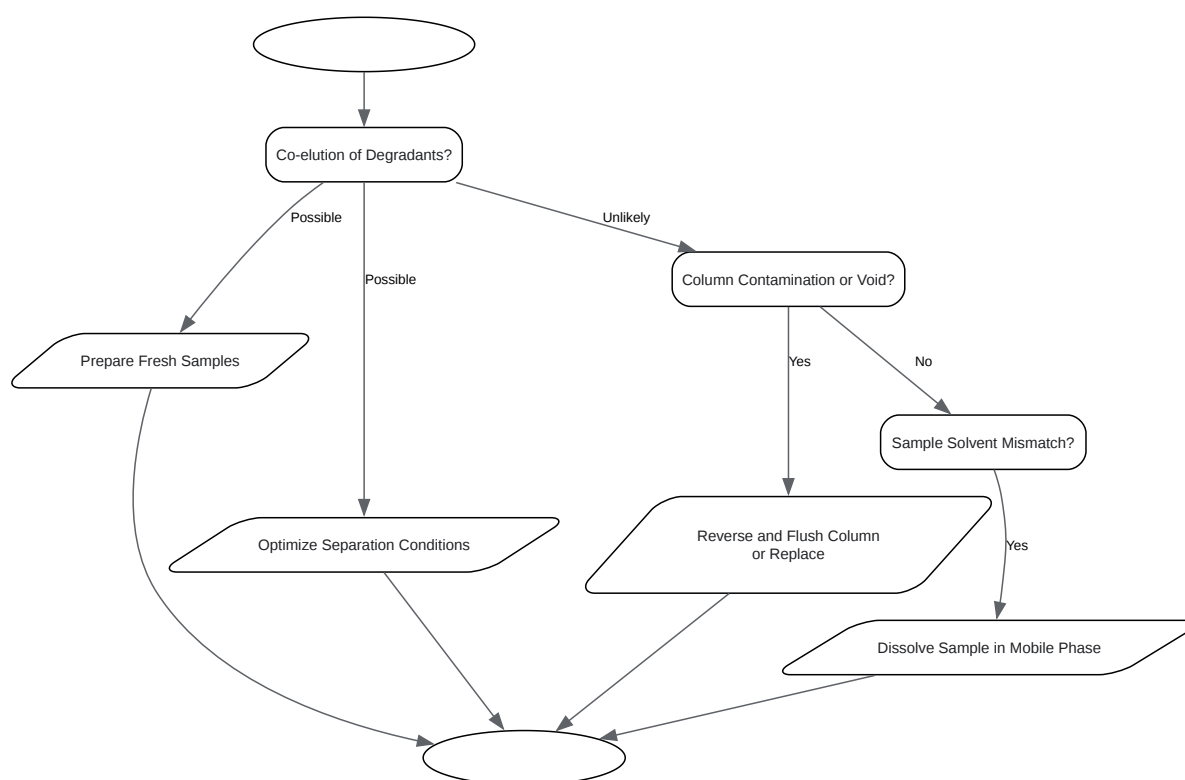 Co-elution of Degradants?
Possible
Unlikely
Possible
Column Contamination or Void?
Prepare Fresh Samples
Yes
No
Sample Solvent Mismatch?
Optimize Separation Conditions
Reverse and Flush Column
or Replace
Yes
Dissolve Sample in Mobile Phase